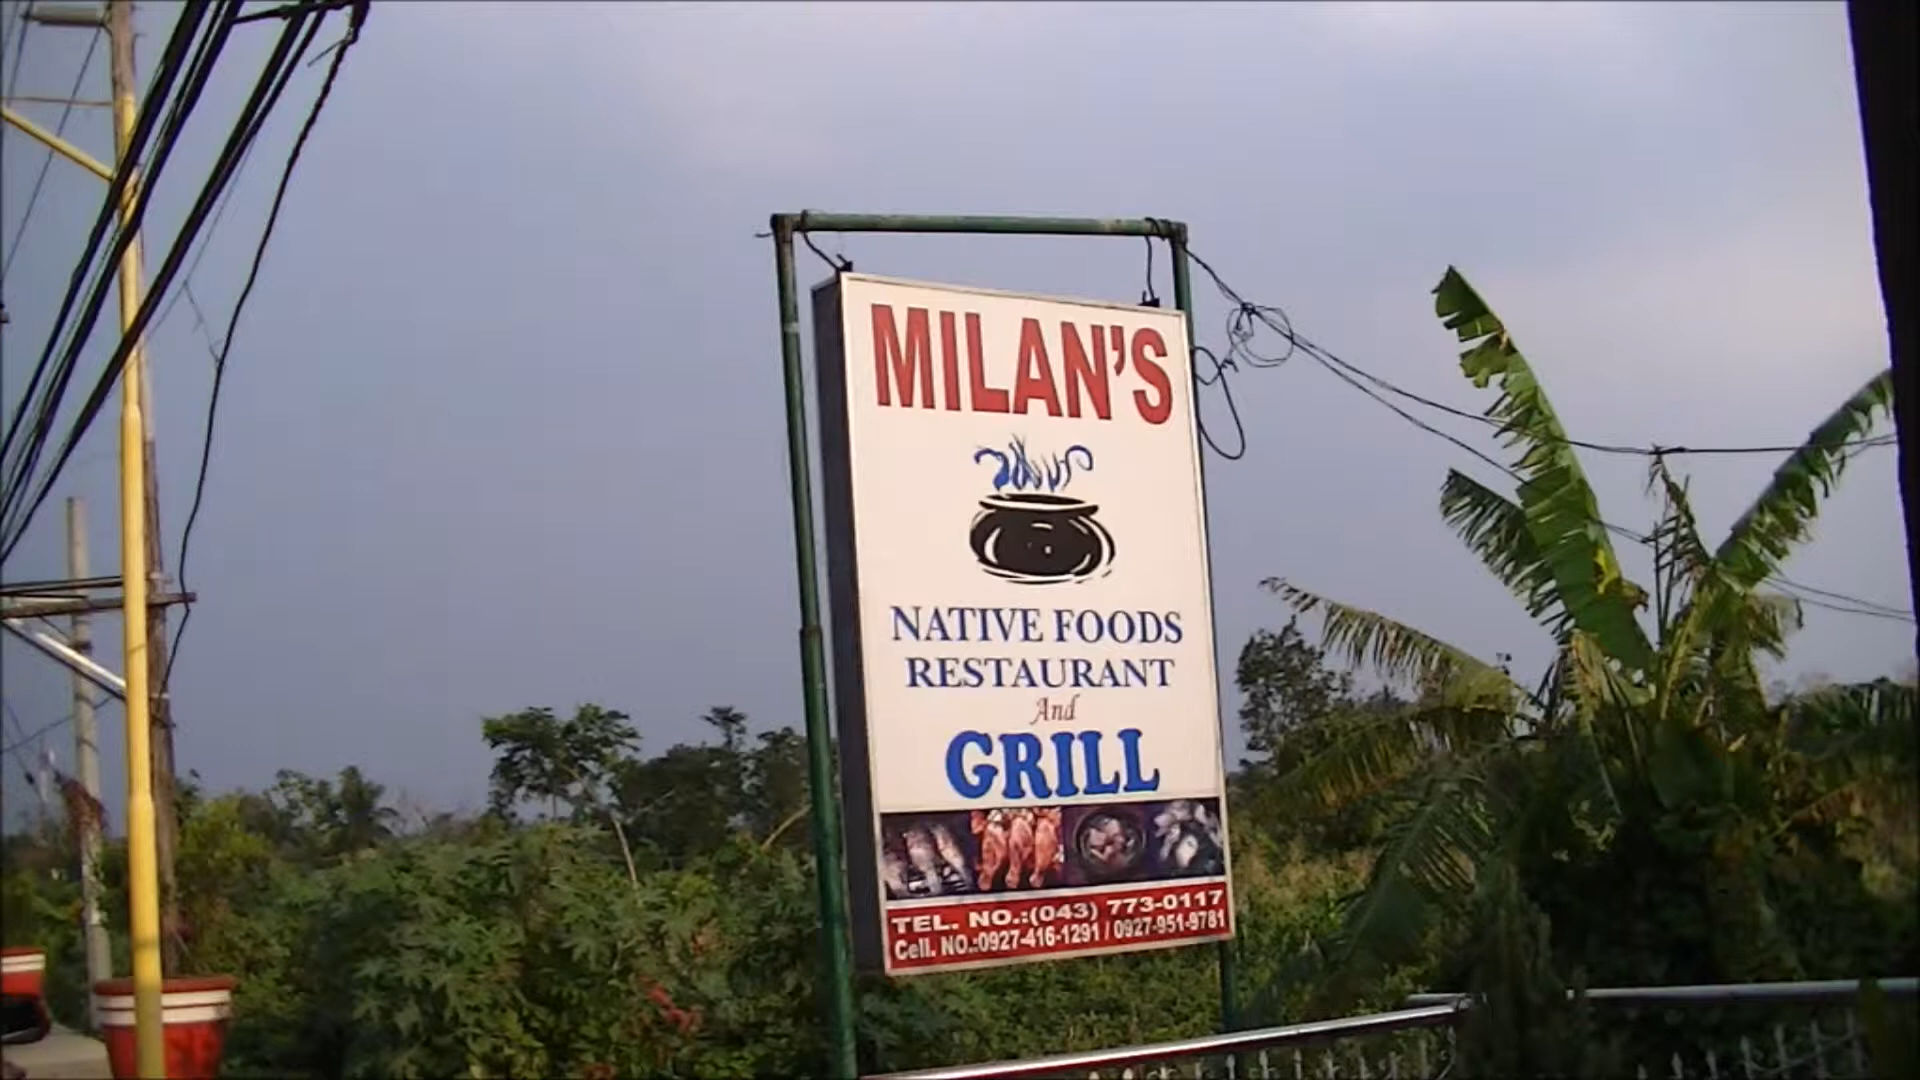 MILAN'S
NATIVE FOODS
RESTAURANT
And
GRILL
TEL. NO.:(043) 773-0117
Cell. NO.:0927-416-1291 / 0927-951-9781